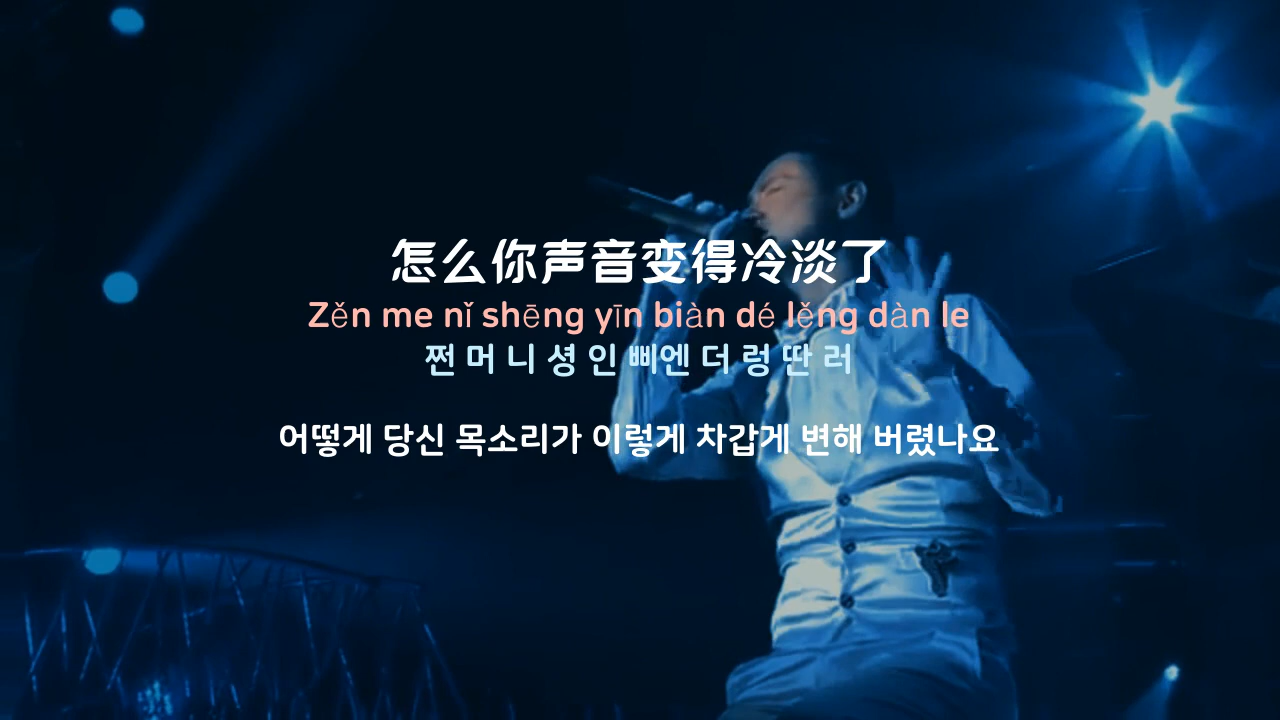 怎么你声音变得冷淡了
Zěn me nǐ shēng yīn biàn dé lěng dàn le
쩐 머 니 셩 인 삐엔 더 렁 딴 러
어떻게 당신 목소리가 이렇게 차갑게 변해 버렸나요